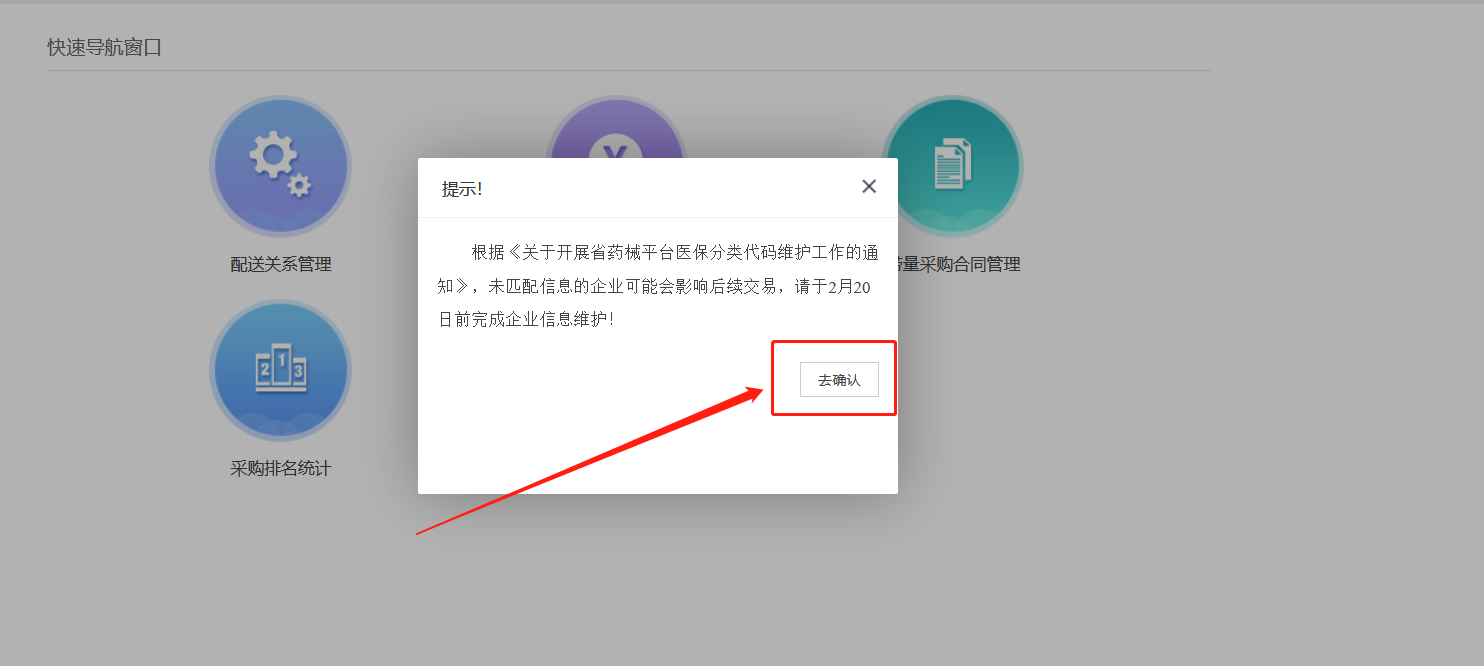 快速导航窗口
提示!
根据《关于开展省药械平台医保分类代码维护工作的通
知》，未匹配信息的企业可能会影响后续交易，请于2月20
日前完成企业信息维护！
去确认
配送关系管理
量采购合同管理
2 1 3
采购排名统计